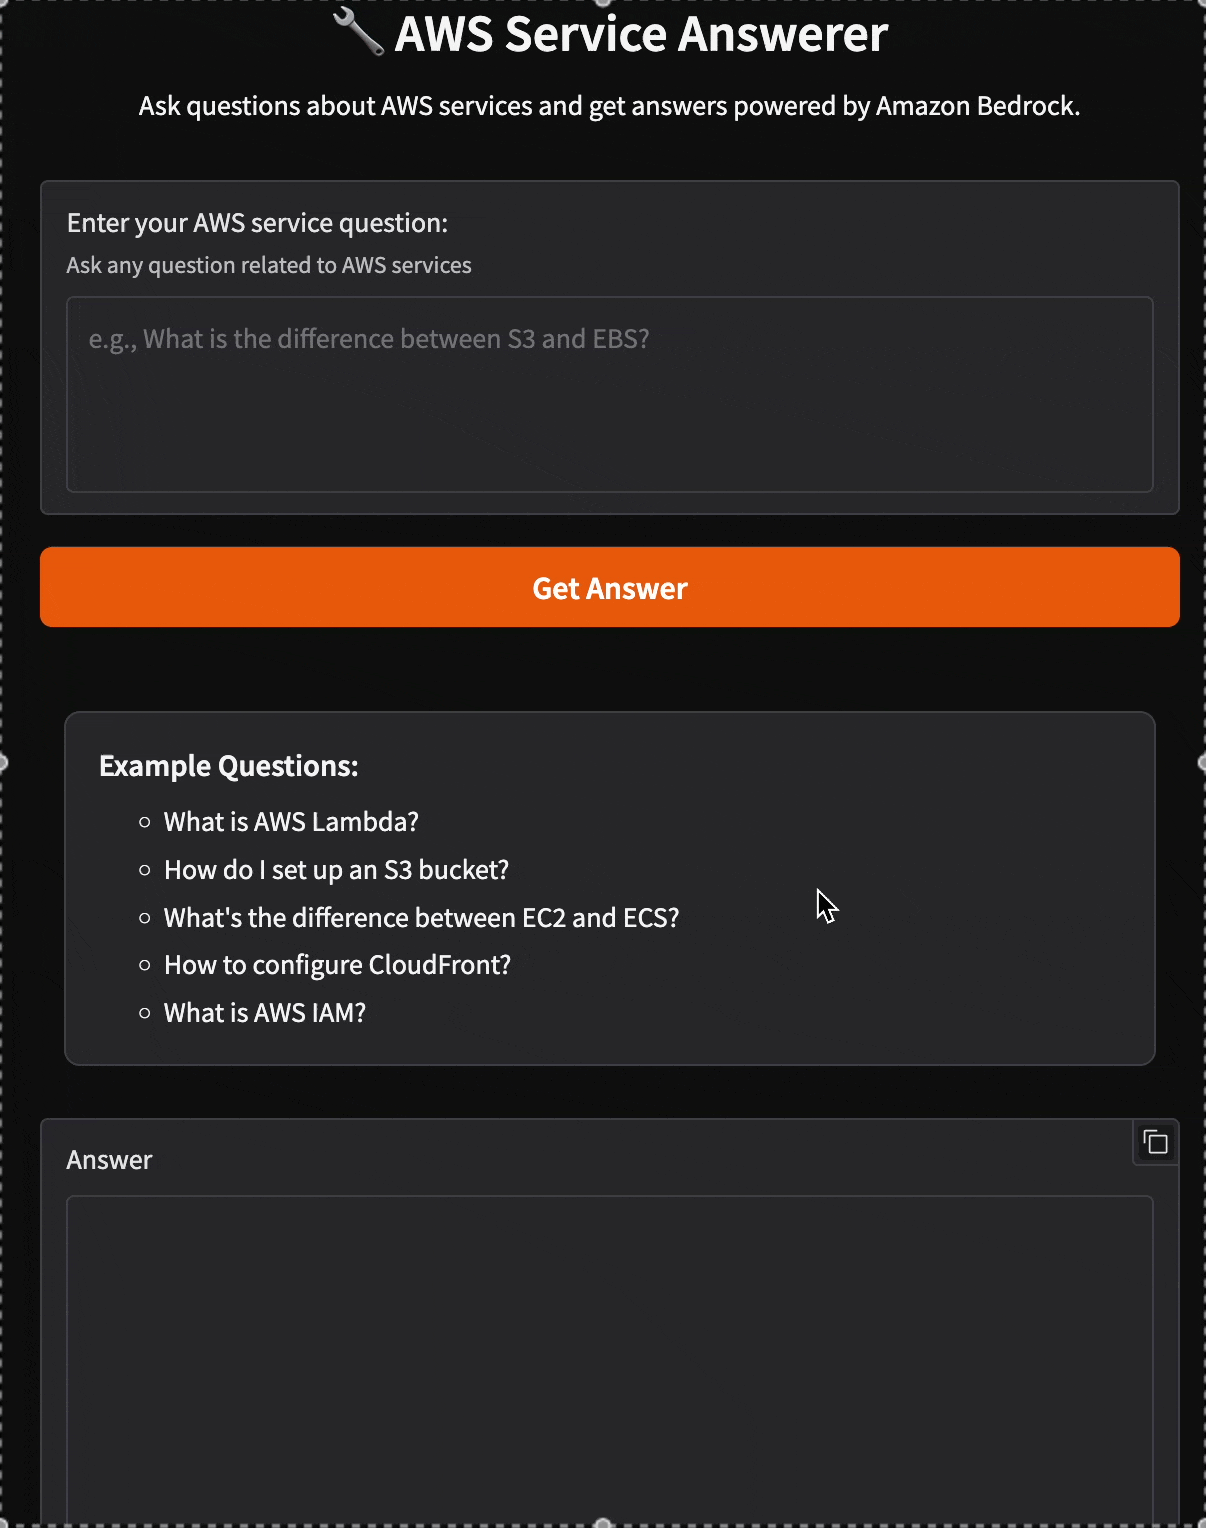 AWS Service Answerer
Ask questions about AWS services and get answers powered by Amazon Bedrock.
Enter your AWS service question:
Ask any question related to AWS services
e.g., What is the difference between S3 and EBS?
Get Answer
Example Questions:
What is AWS Lambda?
How do I set up an S3 bucket?
What's the difference between EC2 and ECS?
How to configure CloudFront?
What is AWS IAM?
Answer